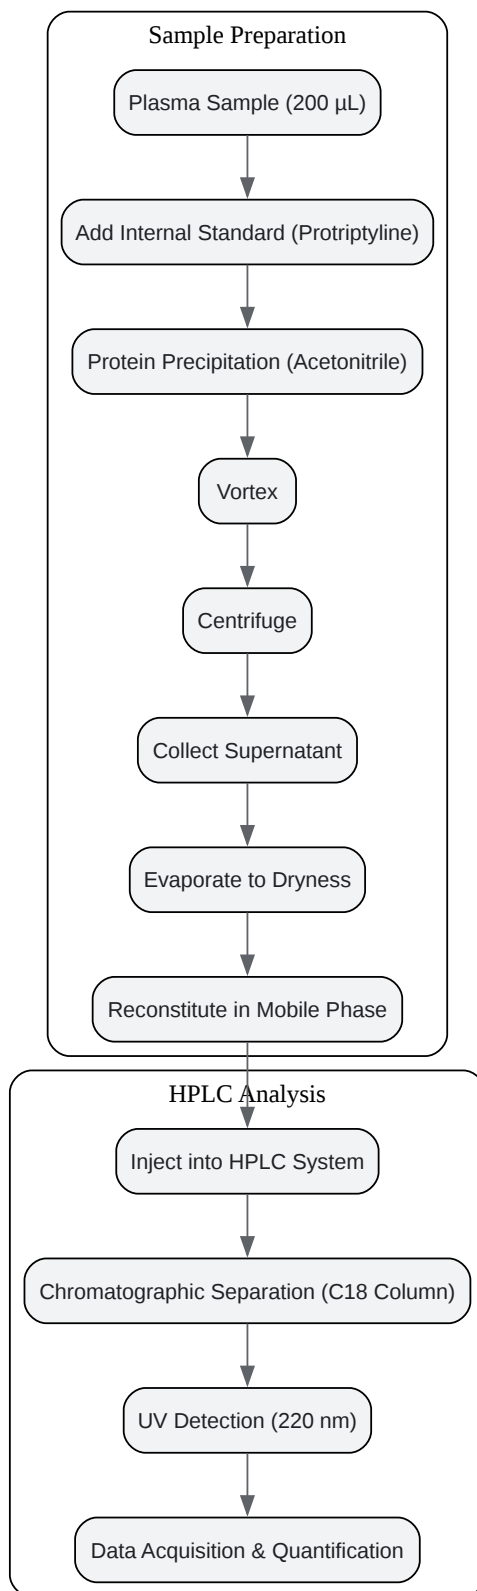 Sample Preparation
Plasma Sample (200 µL)
Add Internal Standard (Protriptyline)
Protein Precipitation (Acetonitrile)
Vortex
Centrifuge
Collect Supernatant
Evaporate to Dryness
Reconstitute in Mobile Phase
HPLC Analysis
Inject into HPLC System
Chromatographic Separation (C18 Column)
UV Detection (220 nm)
Data Acquisition & Quantification